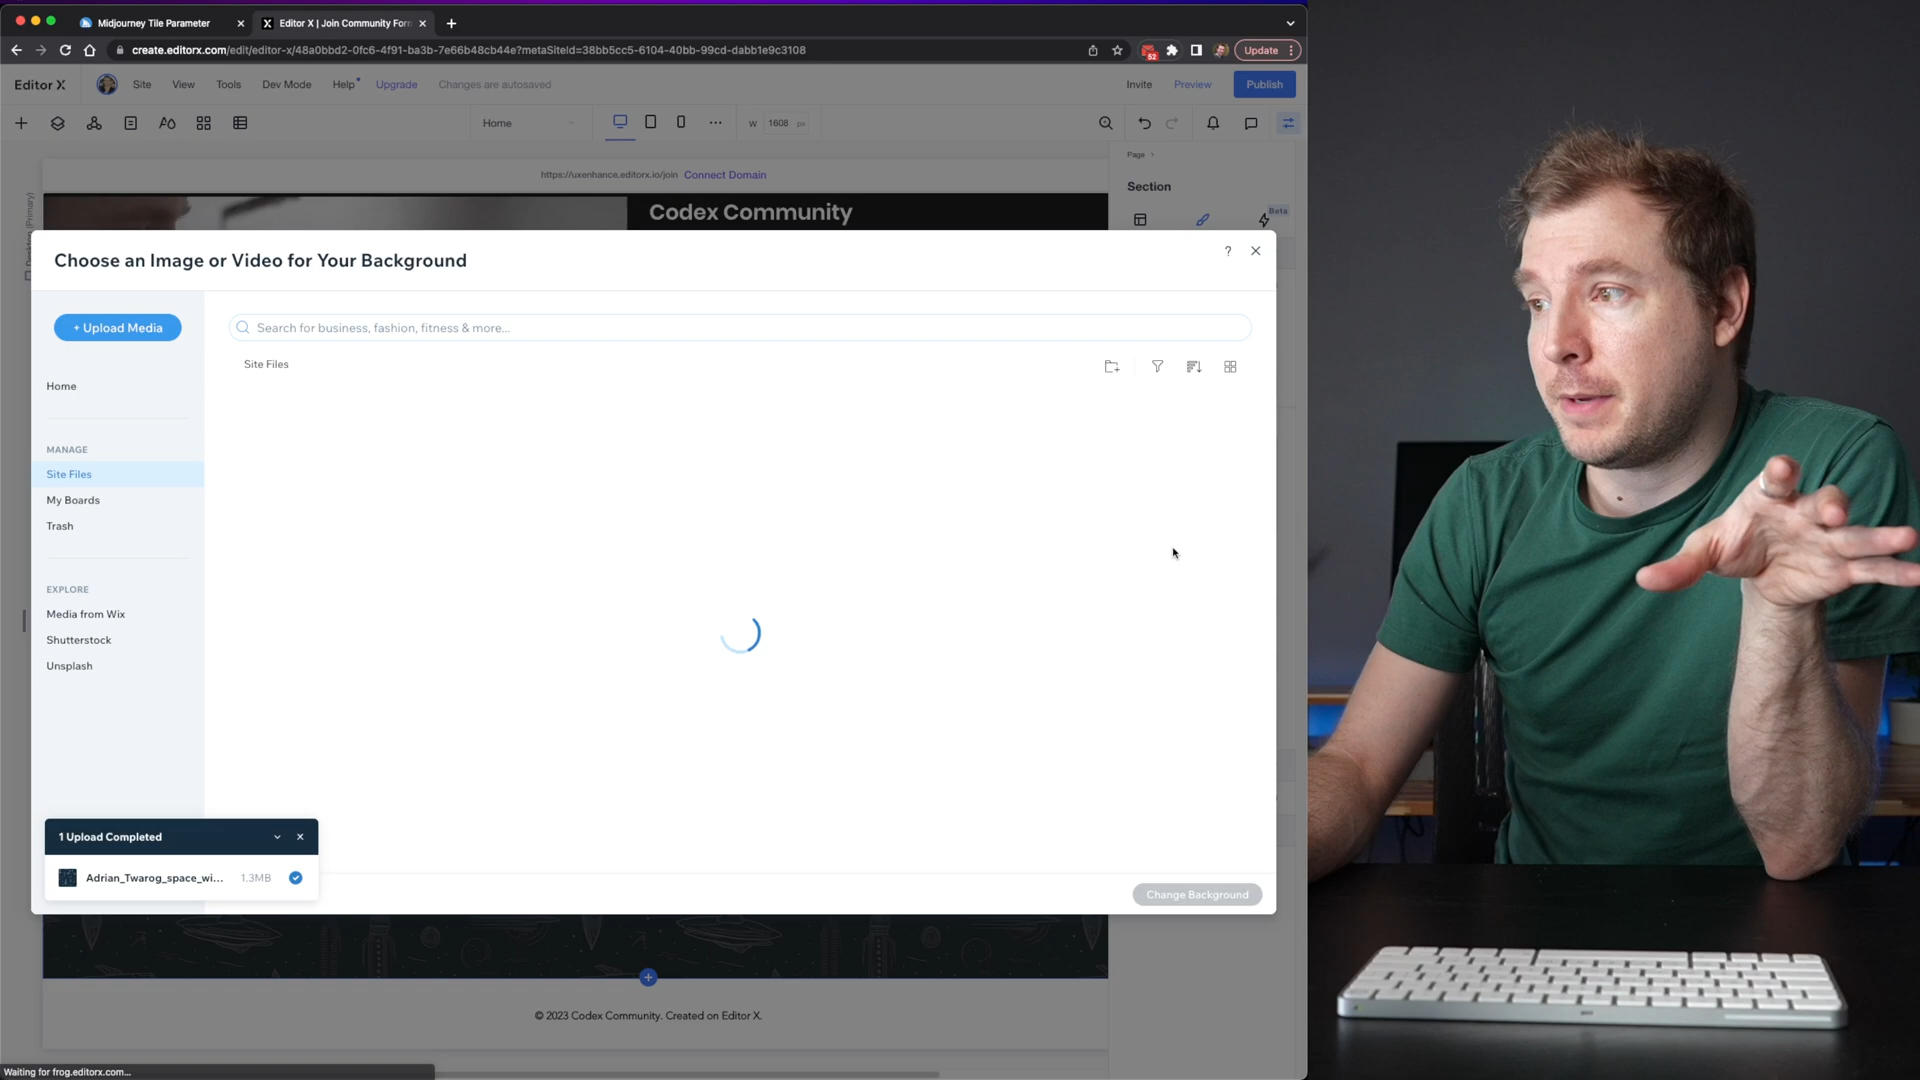 Midjourney Tile Parameter
Editor X | Join Community Form
create.editorx.com/edit/editor-x/48a0bbd2-0fc6-4f91-ba3b-7e66b48cb44e?metaSiteId=38bb5cc5-6104-40bb-99cd-dabb1e9c3108
52
Update
Editor X
Site
View
Tools
Dev Mode
Help
Upgrade
Changes are autosaved
Invite
Preview
Publish
Home
W 1608 px
Page
https://uxenhance.editorx.io/join Connect Domain
Section
Codex Community
Beta
Desktop (Primary)
Choose an Image or Video for Your Background
?
+ Upload Media
Search for business, fashion, fitness & more...
Site Files
Home
MANAGE
Site Files
My Boards
Trash
EXPLORE
Media from Wix
Shutterstock
Unsplash
1 Upload Completed
Adrian_Twarog_space_wi... 1.3MB
Change Background
© 2023 Codex Community. Created on Editor X.
Waiting for frog.editorx.com...